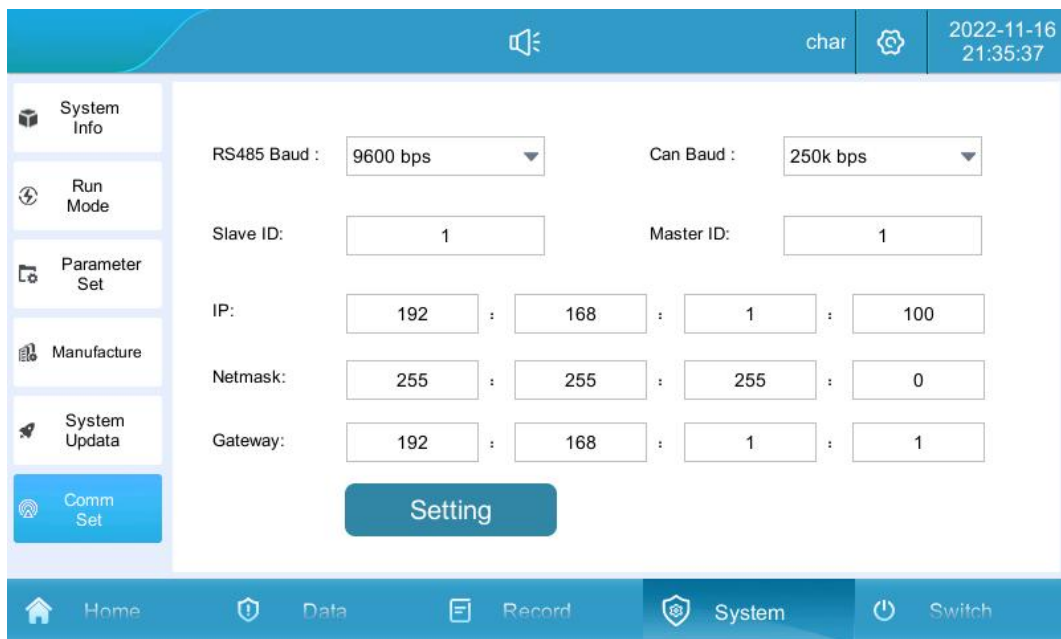 char
2022-11-16
21:35:37
System
Info
Run
Mode
Parameter
Set
Manufacture
System
Updata
Comm
Set
RS485 Baud : 9600 bps Can Baud : 250k bps
Slave ID: 1 Master ID: 1
IP: 192 : 168 : 1 : 100
Netmask: 255 : 255 : 255 : 0
Gateway: 192 : 168 : 1 : 1
Setting
Home Data Record System Switch